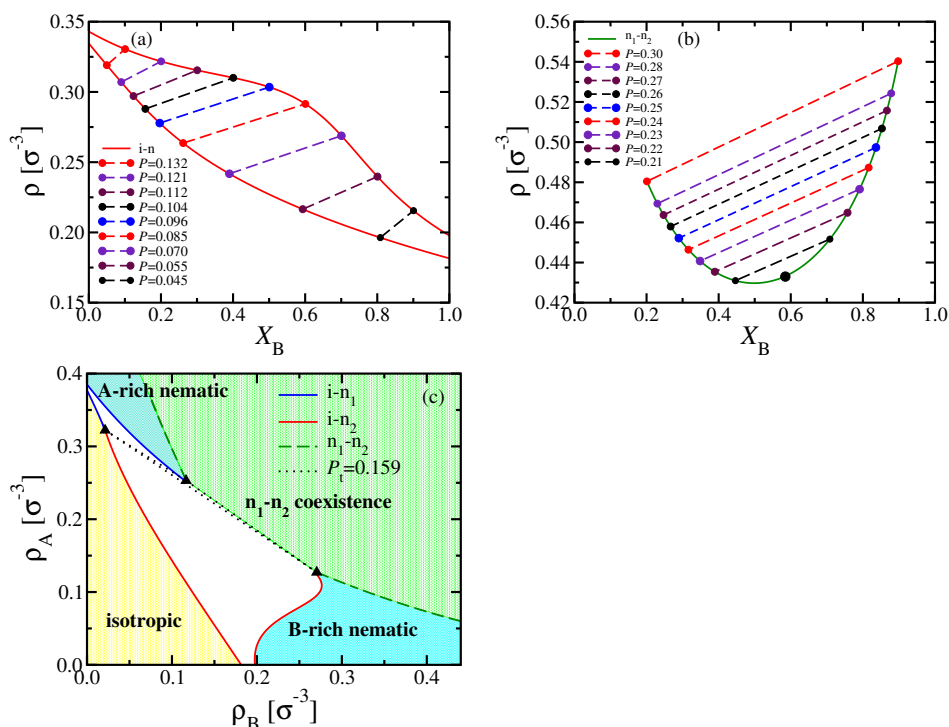 (a)
ρ [σ⁻³]
0.35
0.30
0.25
0.20
0.15
i-n
P=0.132
P=0.121
P=0.112
P=0.104
P=0.096
P=0.085
P=0.070
P=0.055
P=0.045
0.0 0.2 0.4 0.6 0.8 1.0
X_B
(b)
ρ [σ⁻³]
0.56
0.54
0.52
0.50
0.48
0.46
0.44
0.42
n₁-n₂
P=0.30
P=0.28
P=0.27
P=0.26
P=0.25
P=0.24
P=0.23
P=0.22
P=0.21
0.0 0.2 0.4 0.6 0.8 1.0
X_B
(c)
ρ_A [σ⁻³]
0.4
0.3
0.2
0.1
0.0
A-rich nematic
i-n₁
i-n₂
n₁-n₂
P_t=0.159
n₁-n₂ coexistence
isotropic
B-rich nematic
0.0 0.1 0.2 0.3 0.4
ρ_B [σ⁻³]